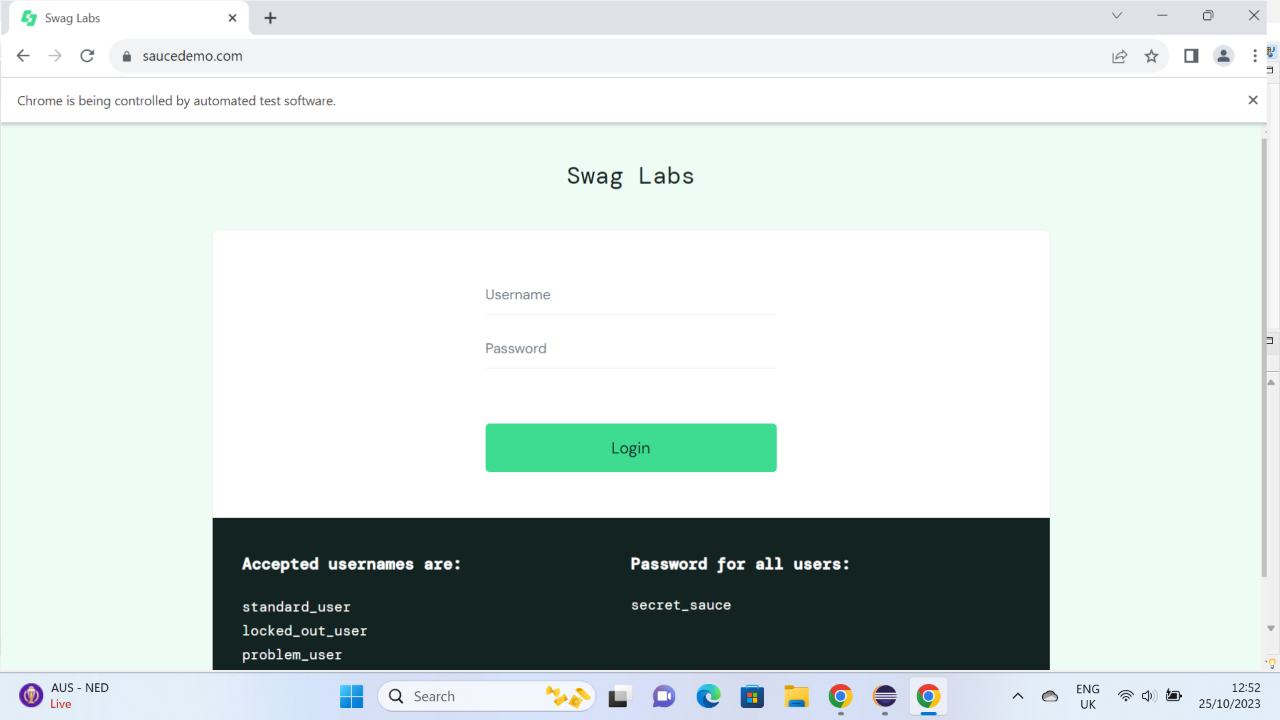 Swag Labs
saucedemo.com
Chrome is being controlled by automated test software.
Swag Labs
Username
Password
Login
Accepted usernames are:
standard_user
locked_out_user
problem_user
Password for all users:
secret_sauce
AUS - NED
Live
Search
ENG
UK
12:52
25/10/2023